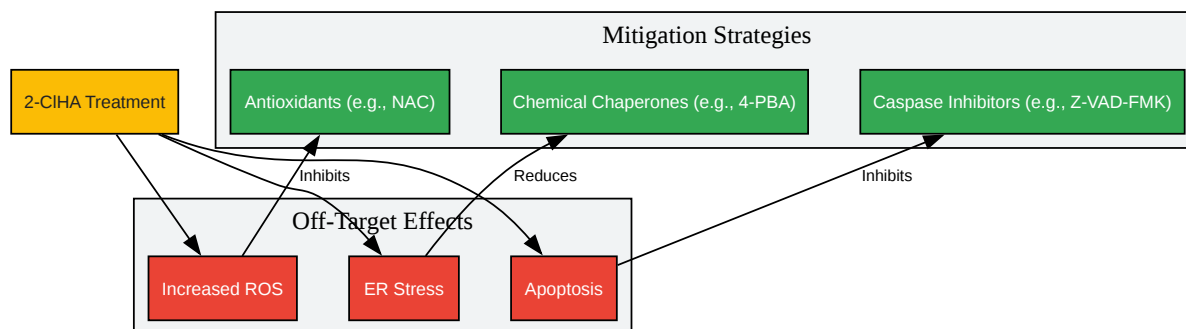 Mitigation Strategies
2-ClHA Treatment
Antioxidants (e.g., NAC)
Chemical Chaperones (e.g., 4-PBA)
Caspase Inhibitors (e.g., Z-VAD-FMK)
Inhibits
Reduces
Inhibits
Off-Target Effects
Increased ROS
ER Stress
Apoptosis